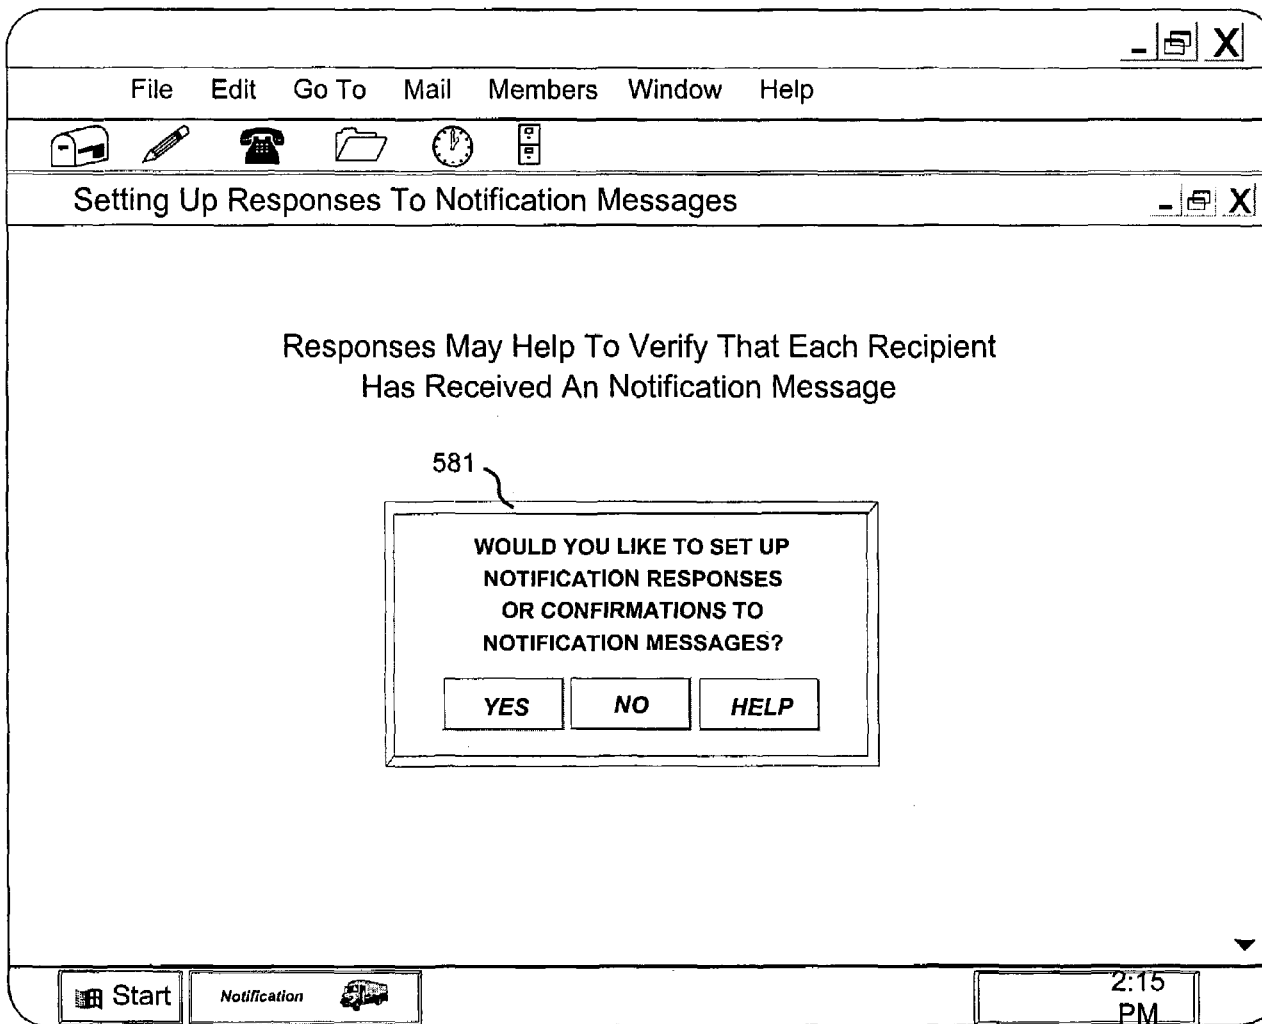 File Edit Go To Mail Members Window Help
Setting Up Responses To Notification Messages
Responses May Help To Verify That Each Recipient
Has Received An Notification Message
581
WOULD YOU LIKE TO SET UP
NOTIFICATION RESPONSES
OR CONFIRMATIONS TO
NOTIFICATION MESSAGES?
YES NO HELP
Start Notification 2:15
PM